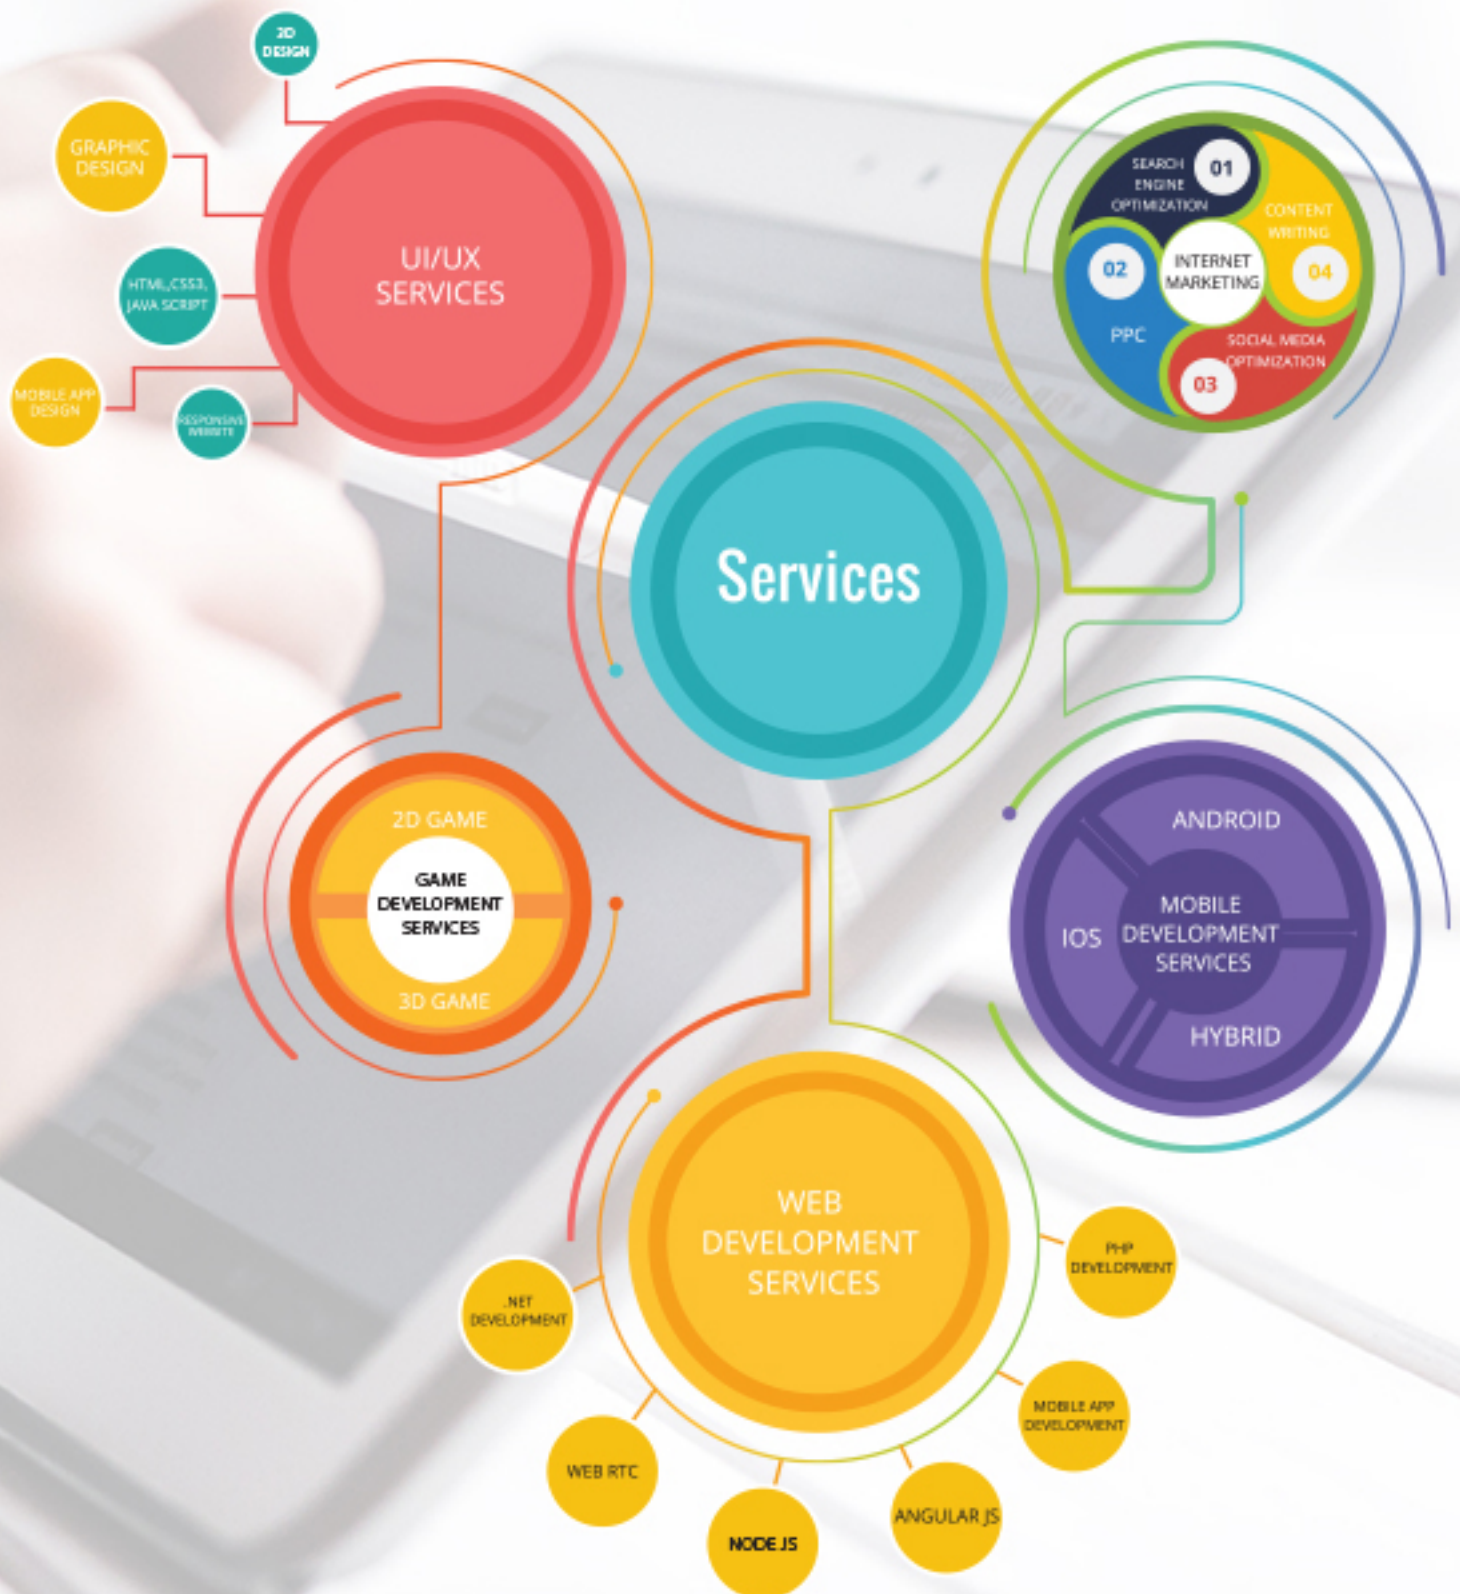 2D
DESIGN
GRAPHIC
DESIGN
HTML,CSS3,
JAVA SCRIPT
MOBILE APP
DESIGN
RESPONSIVE
WEBSITE
UI/UX
SERVICES
SEARCH
ENGINE
OPTIMIZATION
01
CONTENT
WRITING
04
02
PPC
INTERNET
MARKETING
SOCIAL MEDIA
OPTIMIZATION
03
Services
2D GAME
GAME
DEVELOPMENT
SERVICES
3D GAME
ANDROID
IOS
MOBILE
DEVELOPMENT
SERVICES
HYBRID
WEB
DEVELOPMENT
SERVICES
.NET
DEVELOPMENT
WEB RTC
NODE JS
ANGULAR JS
MOBILE APP
DEVELOPMENT
PHP
DEVELOPMENT